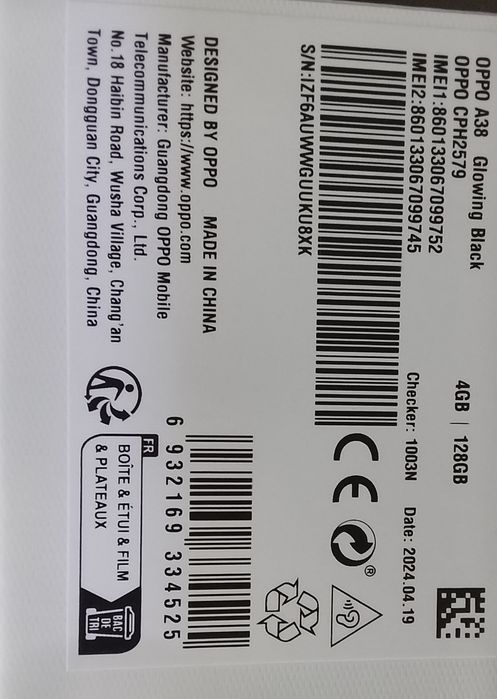 OPPO A38 Glowing Black 4GB | 128GB
OPPO CPH2579
IMEI1:860133067099752
IMEI2:860133067099745
Checker: 1003N Date: 2024.04.19
S/N:IZF6AUWWGUUKU8XK
CE
®
DESIGNED BY OPPO MADE IN CHINA
Website: https://www.oppo.com
Manufacturer: Guangdong OPPO Mobile
Telecommunications Corp., Ltd.
No.18 Haibin Road, Wusha Village, Chang'an
Town, Dongguan City, Guangdong, China
6 932169 334525
FR
BOÎTE & ÉTUI & FILM
& PLATEAUX
BAC
DE
TRI